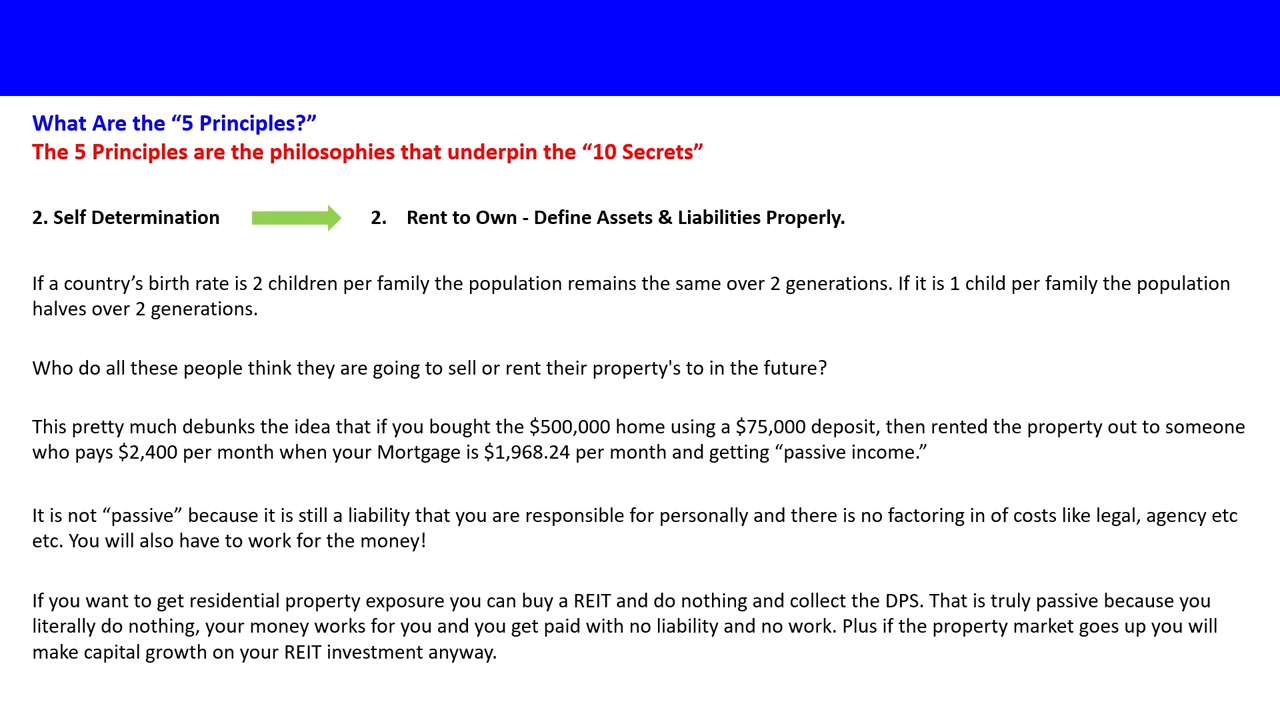 What Are the “5 Principles?”
The 5 Principles are the philosophies that underpin the “10 Secrets”
2. Self Determination 2. Rent to Own - Define Assets & Liabilities Properly.
If a country’s birth rate is 2 children per family the population remains the same over 2 generations. If it is 1 child per family the population
halves over 2 generations.
Who do all these people think they are going to sell or rent their property's to in the future?
This pretty much debunks the idea that if you bought the $500,000 home using a $75,000 deposit, then rented the property out to someone
who pays $2,400 per month when your Mortgage is $1,968.24 per month and getting “passive income.”
It is not “passive” because it is still a liability that you are responsible for personally and there is no factoring in of costs like legal, agency etc
etc. You will also have to work for the money!
If you want to get residential property exposure you can buy a REIT and do nothing and collect the DPS. That is truly passive because you
literally do nothing, your money works for you and you get paid with no liability and no work. Plus if the property market goes up you will
make capital growth on your REIT investment anyway.